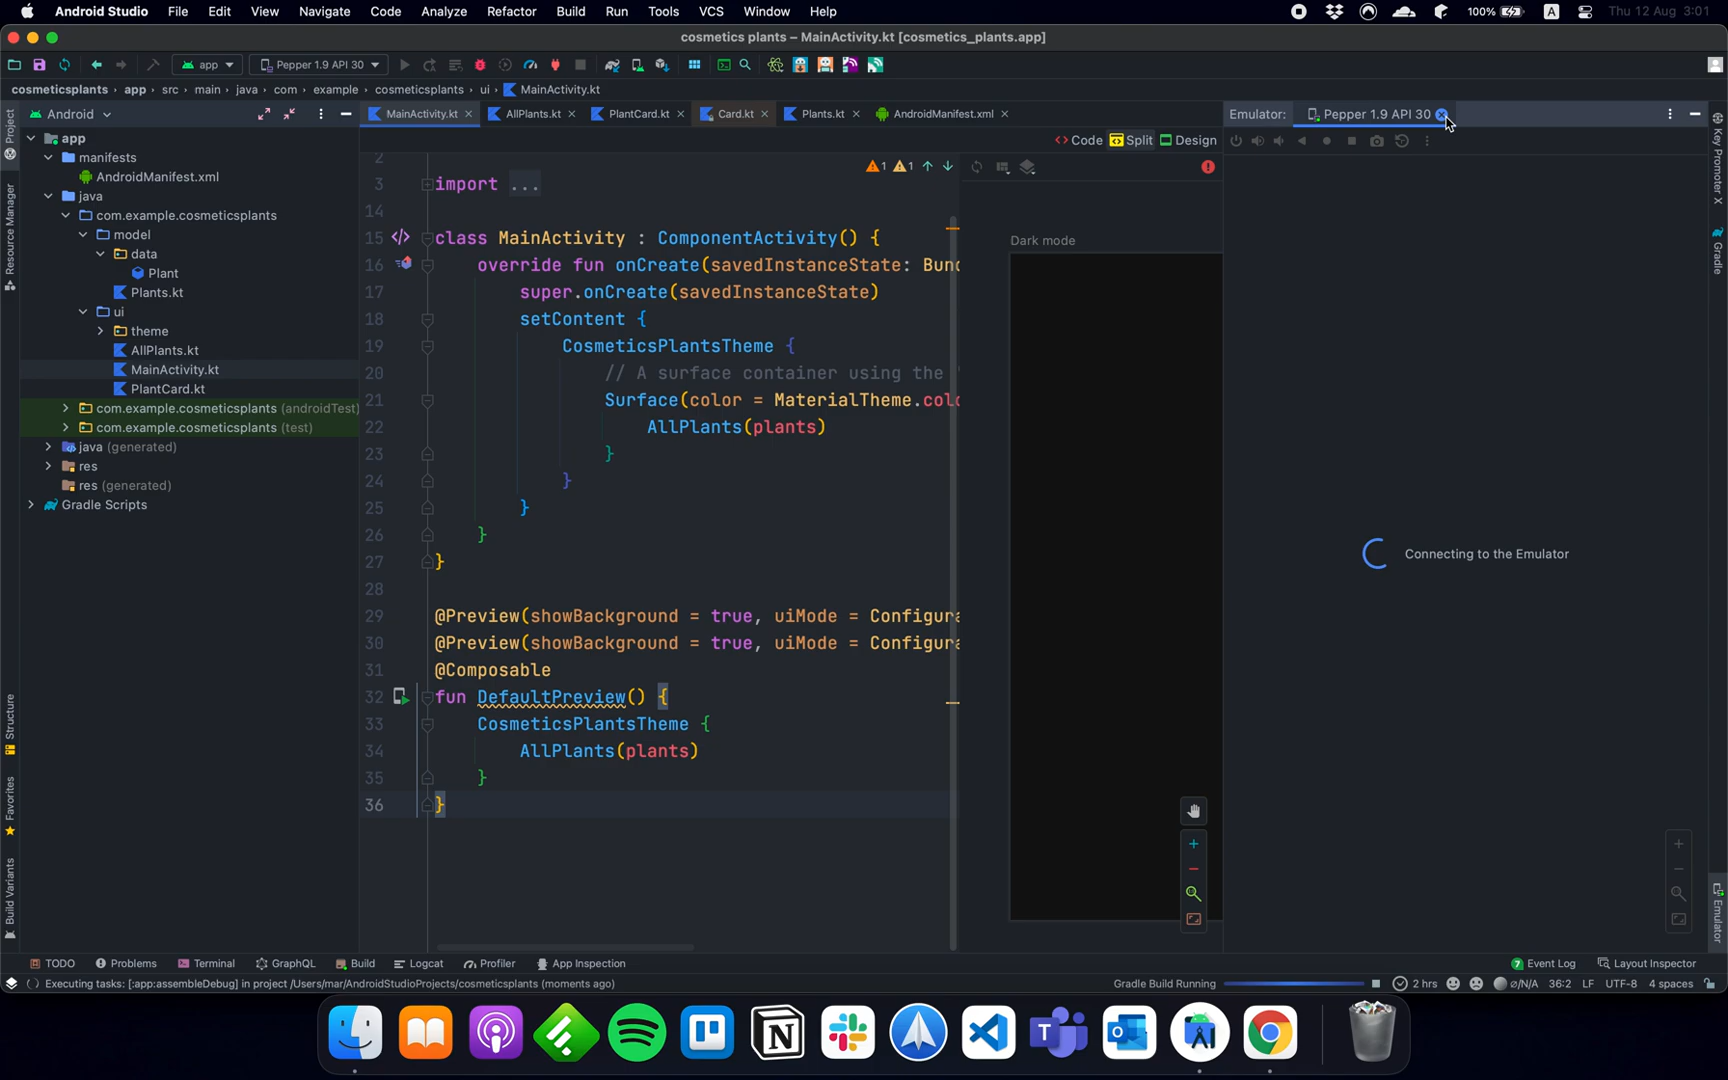 Android Studio File Edit View Navigate Code Analyze Refactor Build Run Tools VCS Window Help 100% A Thu 12 Aug 3:01
cosmetics plants – MainActivity.kt [cosmetics_plants.app]
app Pepper 1.9 API 30
cosmeticsplants › app › src › main › java › com › example › cosmeticsplants › ui › MainActivity.kt
Android MainActivity.kt AllPlants.kt PlantCard.kt Card.kt Plants.kt AndroidManifest.xml Emulator: Pepper 1.9 API 30
Code Split Design
Project
Resource Manager
Structure
Favorites
Build Variants
app
manifests
AndroidManifest.xml
java
com.example.cosmeticsplants
model
data
Plant
Plants.kt
ui
theme
AllPlants.kt
MainActivity.kt
PlantCard.kt
com.example.cosmeticsplants (androidTest)
com.example.cosmeticsplants (test)
java (generated)
res
res (generated)
Gradle Scripts
1 1
2
3 import ...
14
15 class MainActivity : ComponentActivity() {
16 override fun onCreate(savedInstanceState: Bund
17 super.onCreate(savedInstanceState)
18 setContent {
19 CosmeticsPlantsTheme {
20 // A surface container using the
21 Surface(color = MaterialTheme.colo
22 AllPlants(plants)
23 }
24 }
25 }
26 }
27 }
28
29 @Preview(showBackground = true, uiMode = Configura
30 @Preview(showBackground = true, uiMode = Configura
31 @Composable
32 fun DefaultPreview() {
33 CosmeticsPlantsTheme {
34 AllPlants(plants)
35 }
36 }
Dark mode
Connecting to the Emulator
Key Promoter X
Gradle
Emulator
TODO Problems Terminal GraphQL Build Logcat Profiler App Inspection 7 Event Log Layout Inspector
Executing tasks: [:app:assembleDebug] in project /Users/mar/AndroidStudioProjects/cosmeticsplants (moments ago) Gradle Build Running 2 hrs ⌀/N/A 36:2 LF UTF-8 4 spaces